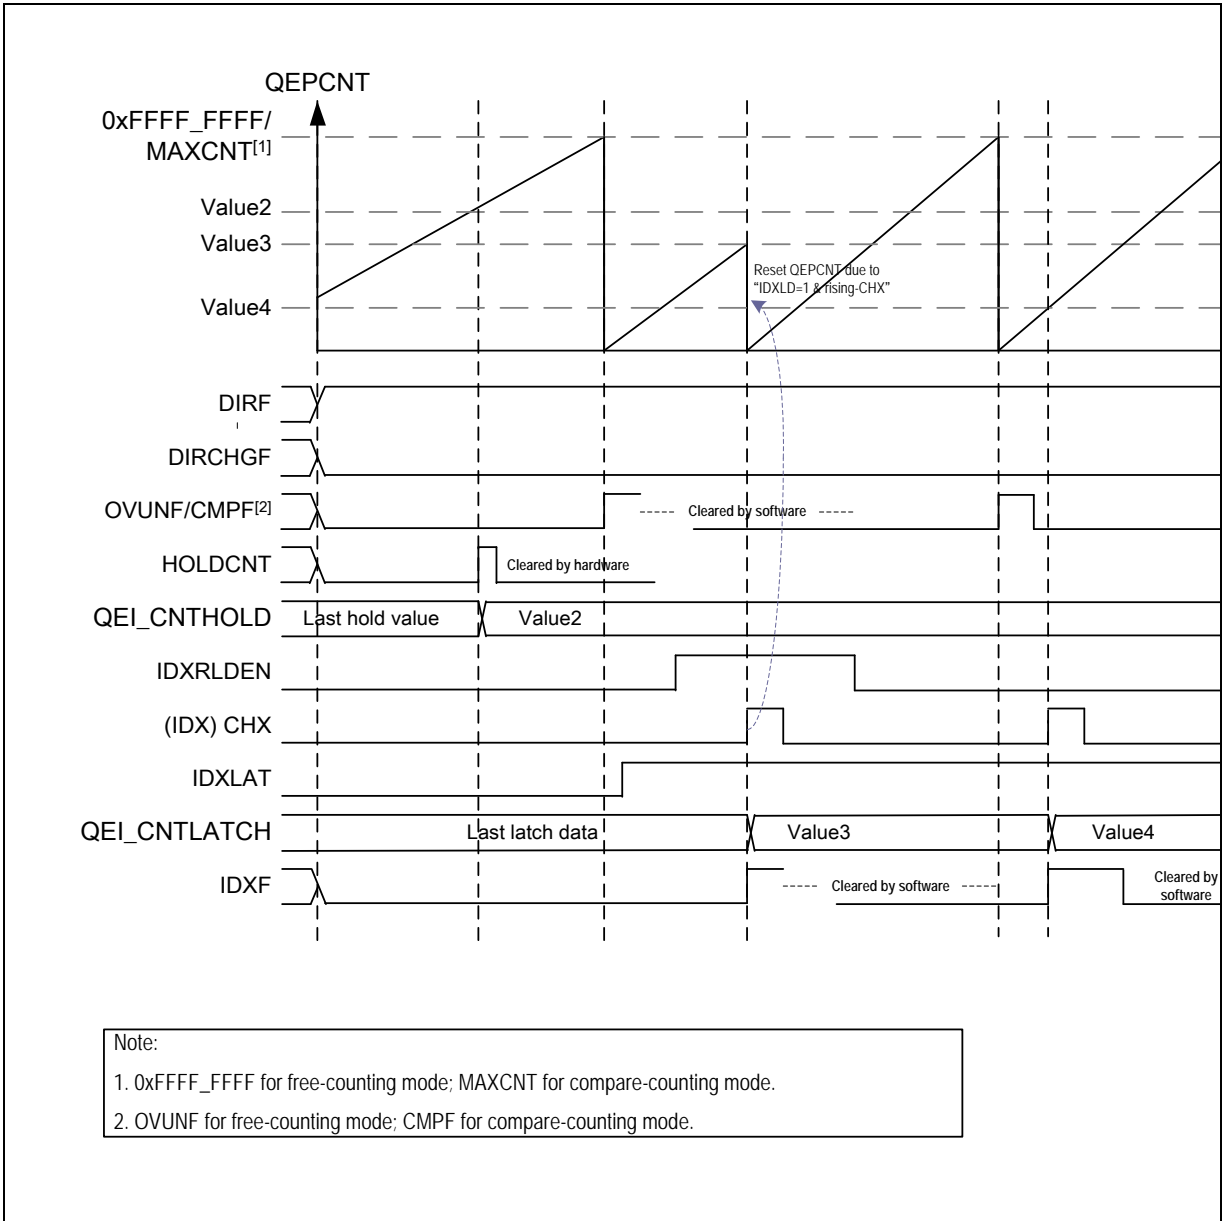 QEPCNT
0xFFFF_FFFF/
MAXCNT[1]
Value2
Value3
Value4
Reset QEPCNT due to
“IDXLD=1 & rising-CHX”
DIRF
DIRCHGF
OVUNF/CMPF[2]
Cleared by software
HOLDCNT
Cleared by hardware
QEI_CNTHOLD
Last hold value
Value2
IDXRLDEN
(IDX) CHX
IDXLAT
QEI_CNTLATCH
Last latch data
Value3
Value4
IDXF
Cleared by software
Cleared by
software
Note:
1. 0xFFFF_FFFF for free-counting mode; MAXCNT for compare-counting mode.
2. OVUNF for free-counting mode; CMPF for compare-counting mode.